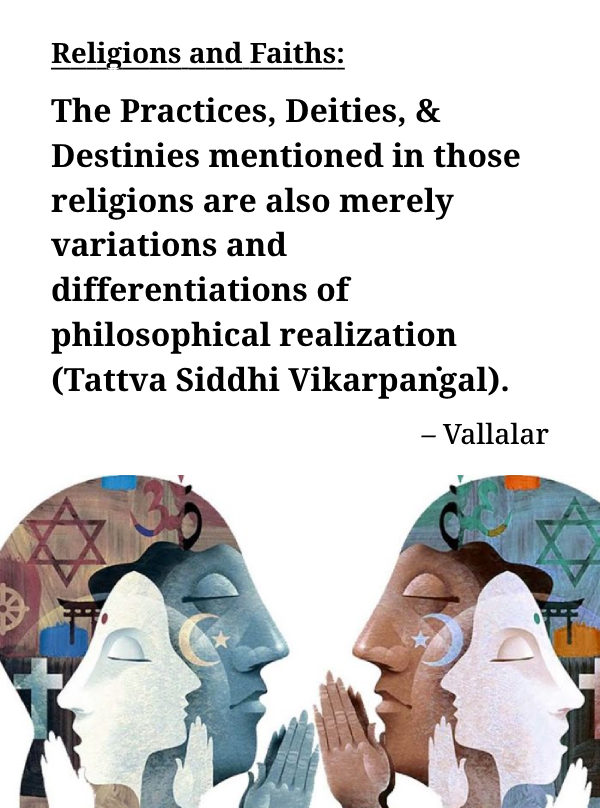 Religions and Faiths:
The Practices, Deities, &
Destinies mentioned in those
religions are also merely
variations and
differentiations of
philosophical realization
(Tattva Siddhi Vikarpaṅgal).
– Vallalar